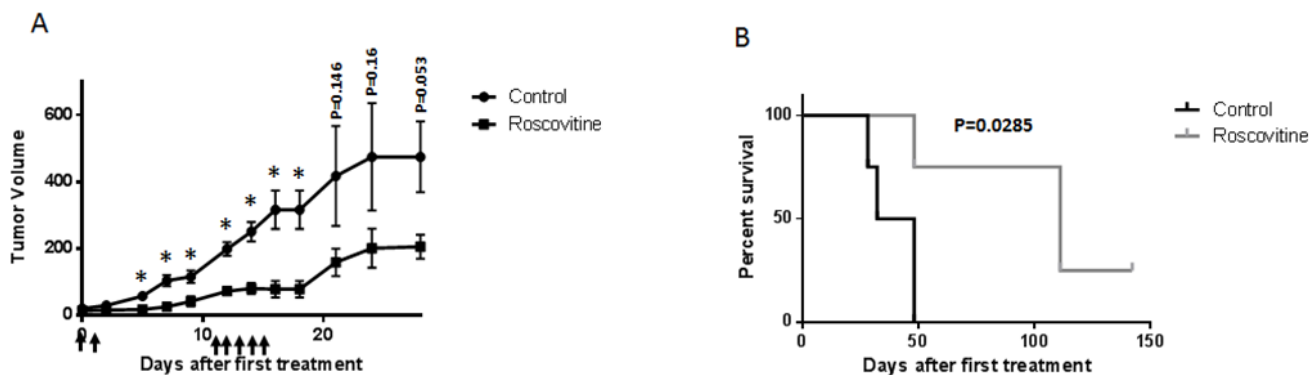 A
P=0.146
P=0.16
P=0.053
Control
Roscovitine
Tumor Volume
600
400
200
0
* * * * * * *
0 10 20
Days after first treatment
B
P=0.0285
Control
Roscovitine
Percent survival
100
50
0
0 50 100 150
Days after first treatment